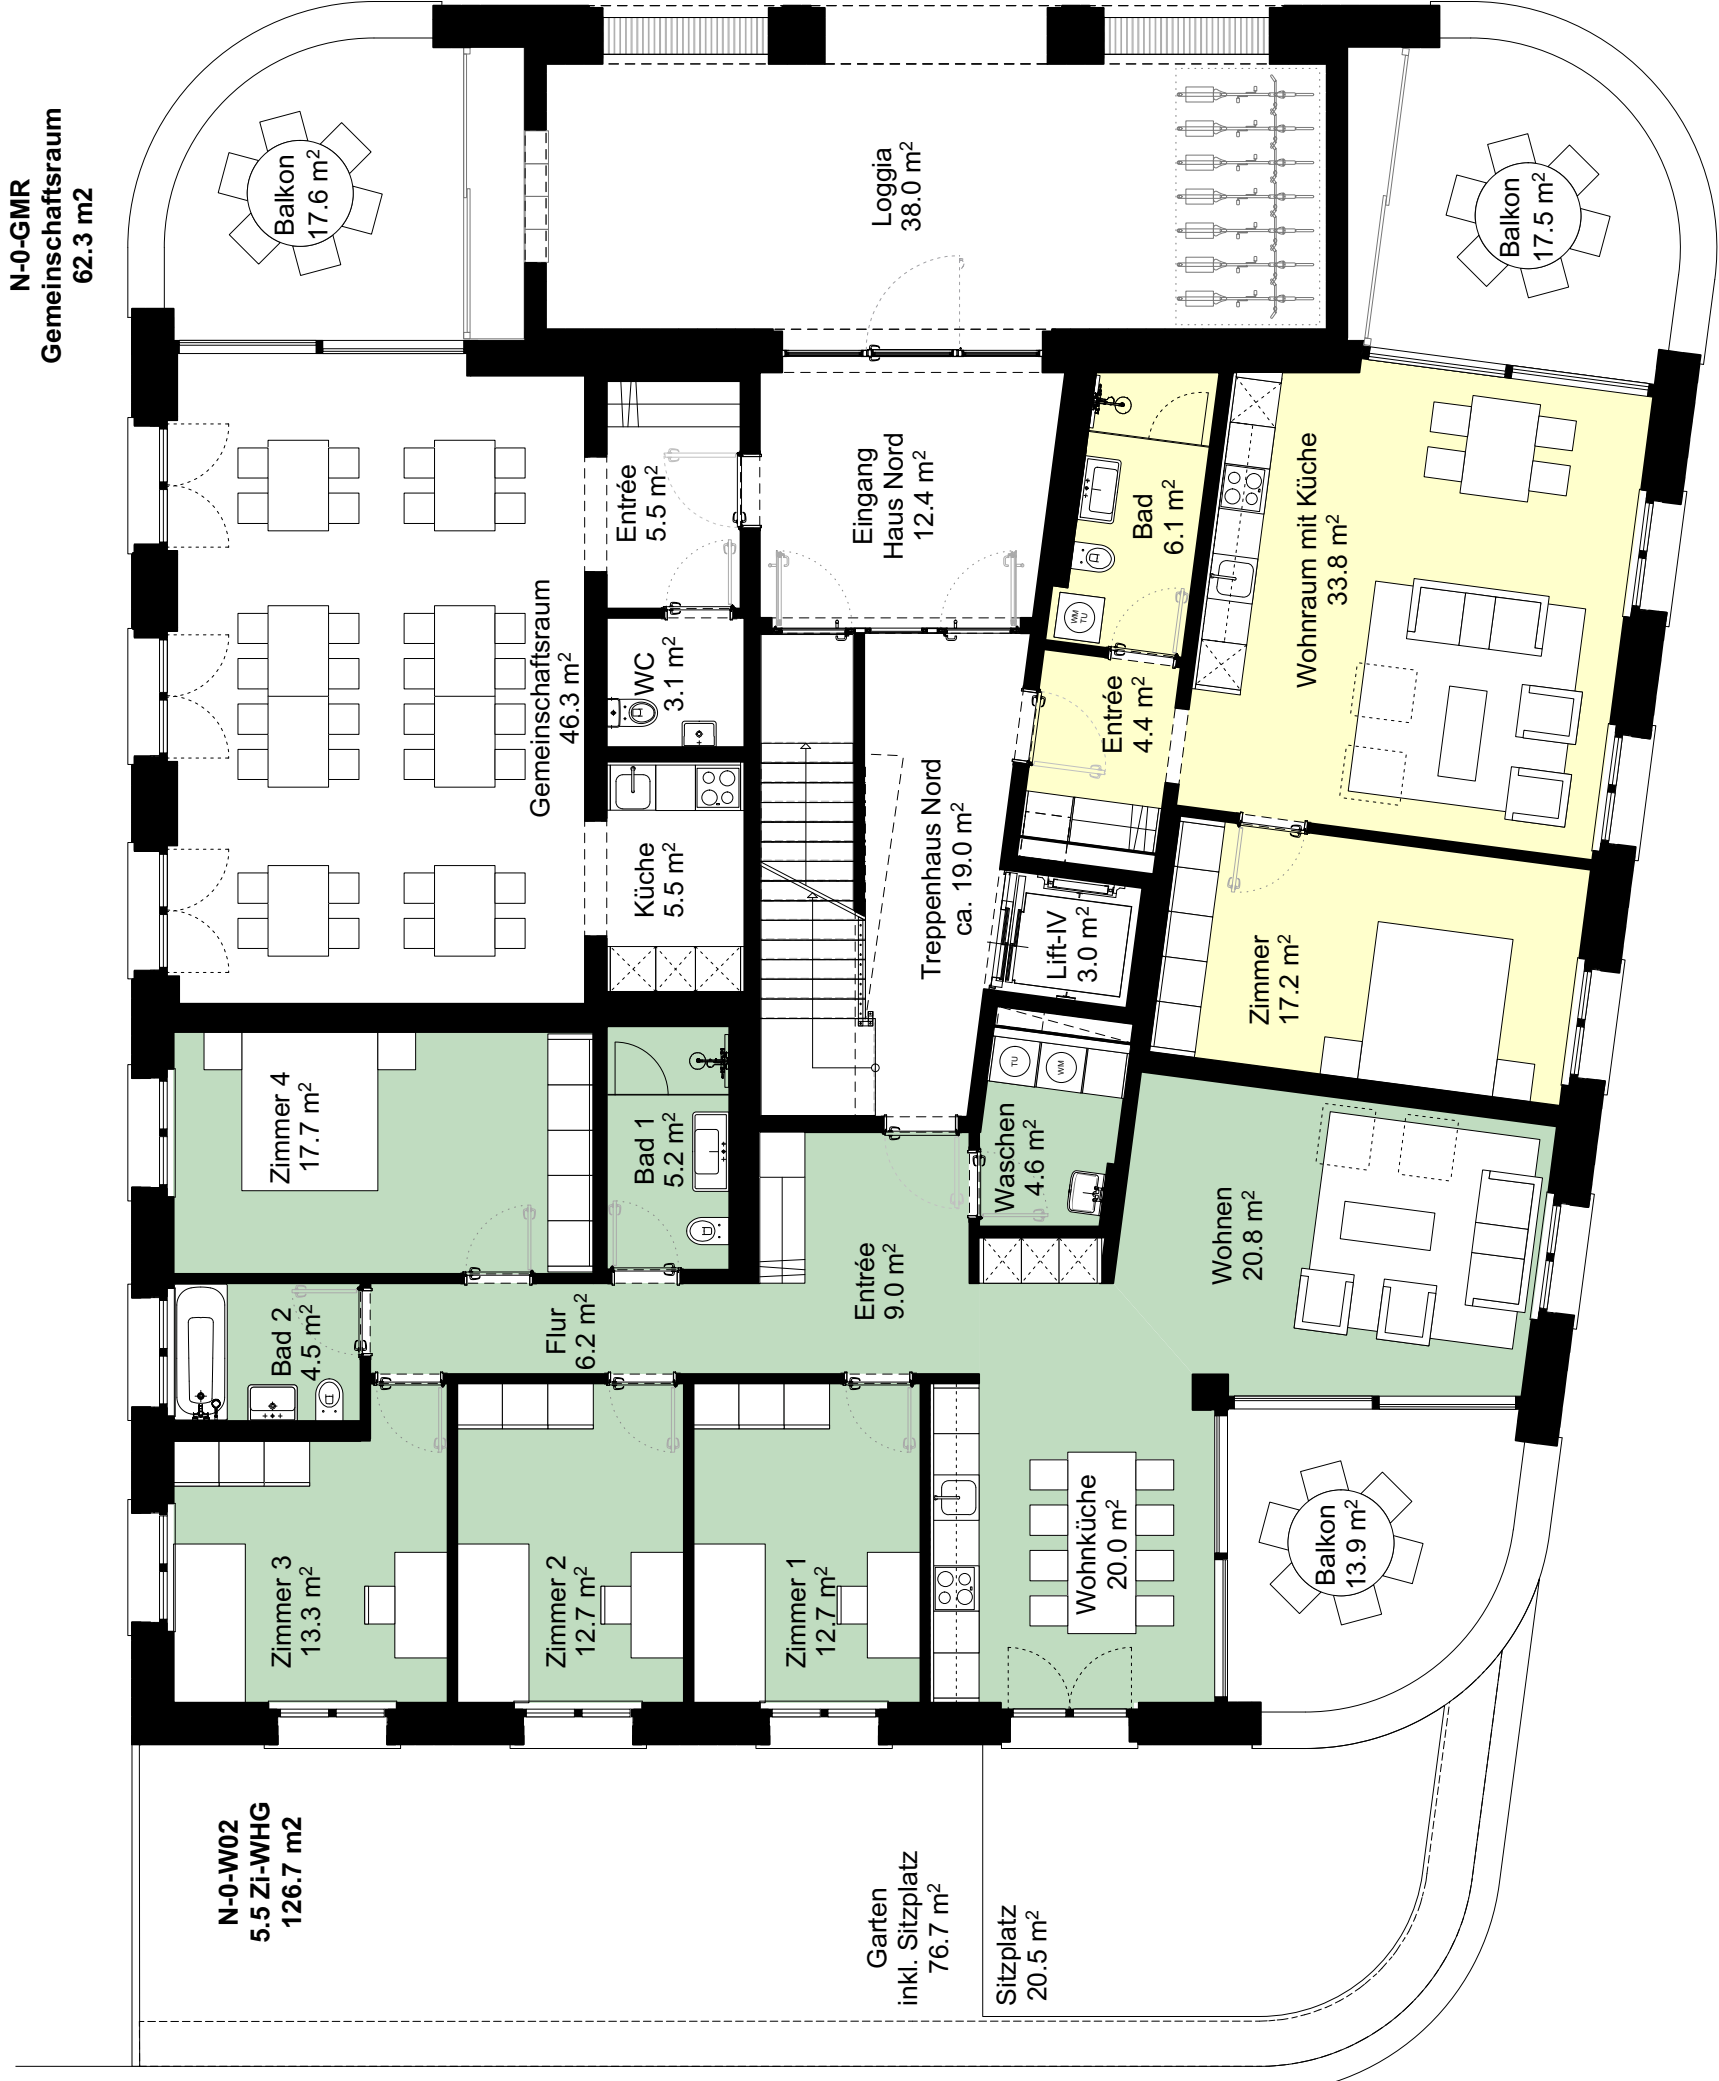 N-0-GMR
Gemeinschaftsraum
62.3 m2
Balkon
17.6 m²
Loggia
38.0 m²
Balkon
17.5 m²
Gemeinschaftsraum
46.3 m²
Entrée
5.5 m²
WC
3.1 m²
Küche
5.5 m²
Eingang
Haus Nord
12.4 m²
Treppenhaus Nord
ca. 19.0 m²
Bad
6.1 m²
WM
TU
Entrée
4.4 m²
Wohnraum mit Küche
33.8 m²
Zimmer
17.2 m²
Lift-IV
3.0 m²
Zimmer 4
17.7 m²
Bad 1
5.2 m²
TU
WM
Waschen
4.6 m²
Wohnen
20.8 m²
Entrée
9.0 m²
Flur
6.2 m²
Bad 2
4.5 m²
Zimmer 3
13.3 m²
Zimmer 2
12.7 m²
Zimmer 1
12.7 m²
Wohnküche
20.0 m²
Balkon
13.9 m²
N-0-W02
5.5 Zi-WHG
126.7 m2
Garten
inkl. Sitzplatz
76.7 m²
Sitzplatz
20.5 m²